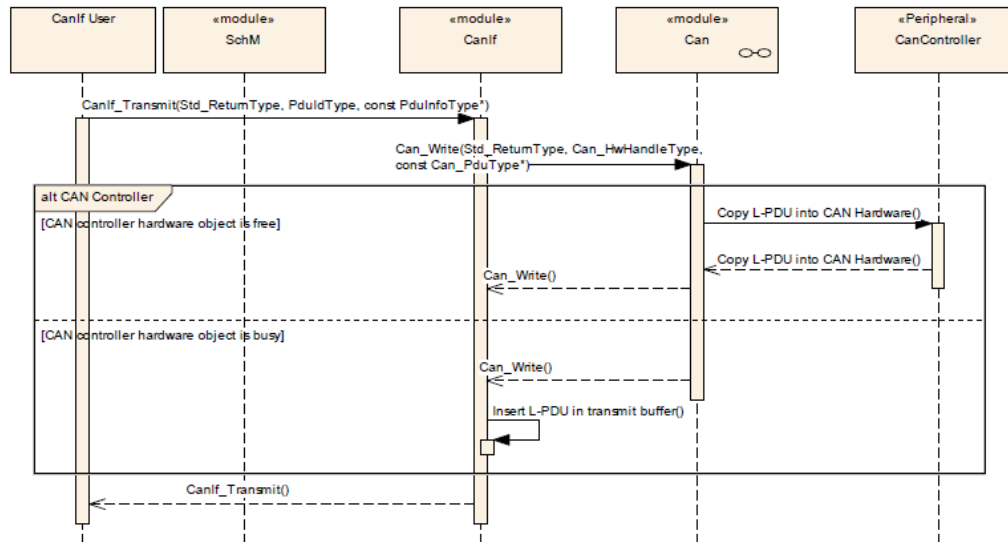 CanIf User
«module»
SchM
«module»
CanIf
«module»
Can
«Peripheral»
CanController
CanIf_Transmit(Std_ReturnType, PduIdType, const PduInfoType*)
Can_Write(Std_ReturnType, Can_HwHandleType,
const Can_PduType*)
alt CAN Controller
[CAN controller hardware object is free]
Copy L-PDU into CAN Hardware()
Copy L-PDU into CAN Hardware()
Can_Write()
[CAN controller hardware object is busy]
Can_Write()
Insert L-PDU in transmit buffer()
CanIf_Transmit()